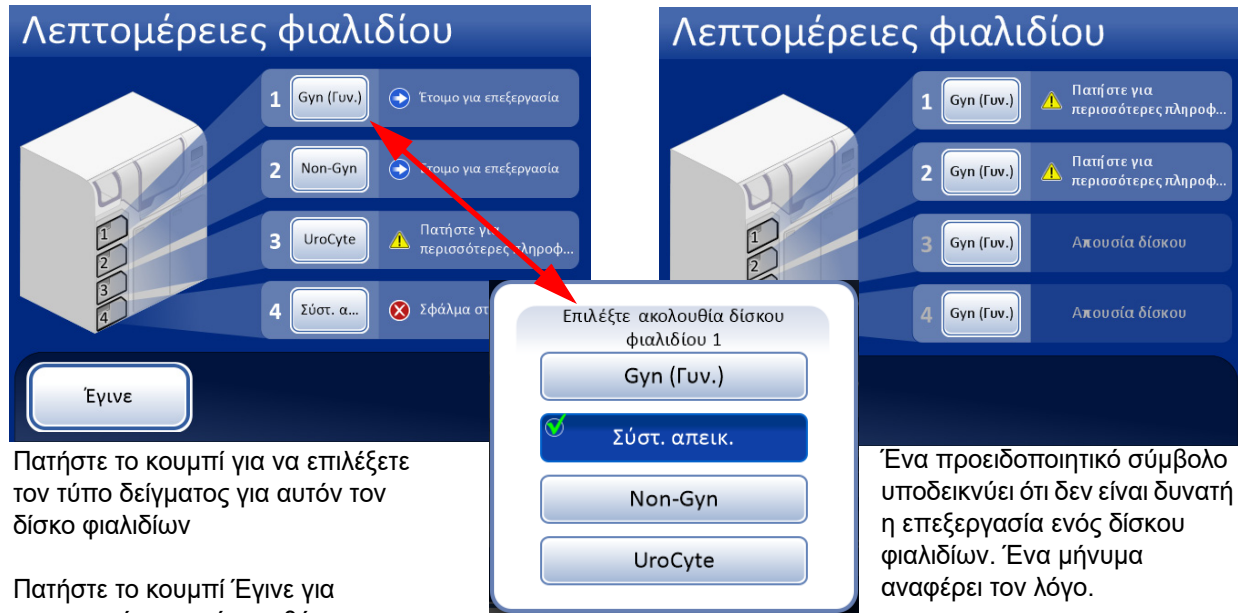 Λεπτομέρειες φιαλιδίου
1 Gyn (Γυν.) Έτοιμο για επεξεργασία
2 Non-Gyn Έτοιμο για επεξεργασία
3 UroCyte Πατήστε για
περισσότερες πληροφ...
4 Σύστ. α... Σφάλμα στ
1
2
3
4
Έγινε
Πατήστε το κουμπί για να επιλέξετε
τον τύπο δείγματος για αυτόν τον
δίσκο φιαλιδίων
Πατήστε το κουμπί Έγινε για
Επιλέξτε ακολουθία δίσκου
φιαλιδίου 1
Gyn (Γυν.)
Σύστ. απεικ.
Non-Gyn
UroCyte
Λεπτομέρειες φιαλιδίου
1 Gyn (Γυν.) Πατήστε για
περισσότερες πληροφ...
2 Gyn (Γυν.) Πατήστε για
περισσότερες πληροφ...
3 Gyn (Γυν.) Απουσία δίσκου
4 Gyn (Γυν.) Απουσία δίσκου
1
2
Ένα προειδοποιητικό σύμβολο
υποδεικνύει ότι δεν είναι δυνατή
η επεξεργασία ενός δίσκου
φιαλιδίων. Ένα μήνυμα
αναφέρει τον λόγο.